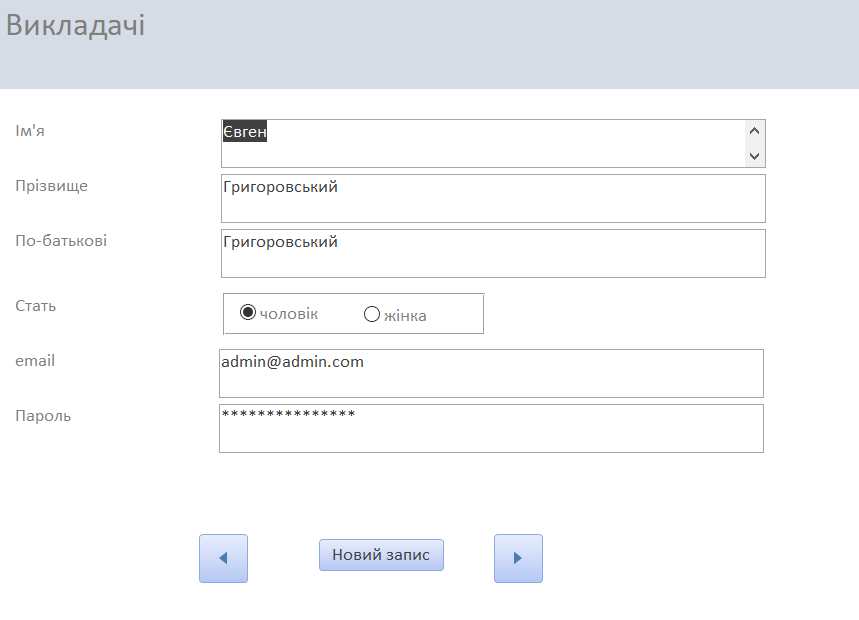 Викладачі
Ім'я
Євген
Прізвище
Григоровський
По-батькові
Григоровський
Стать
чоловік жінка
email
admin@admin.com
Пароль
***************
Новий запис